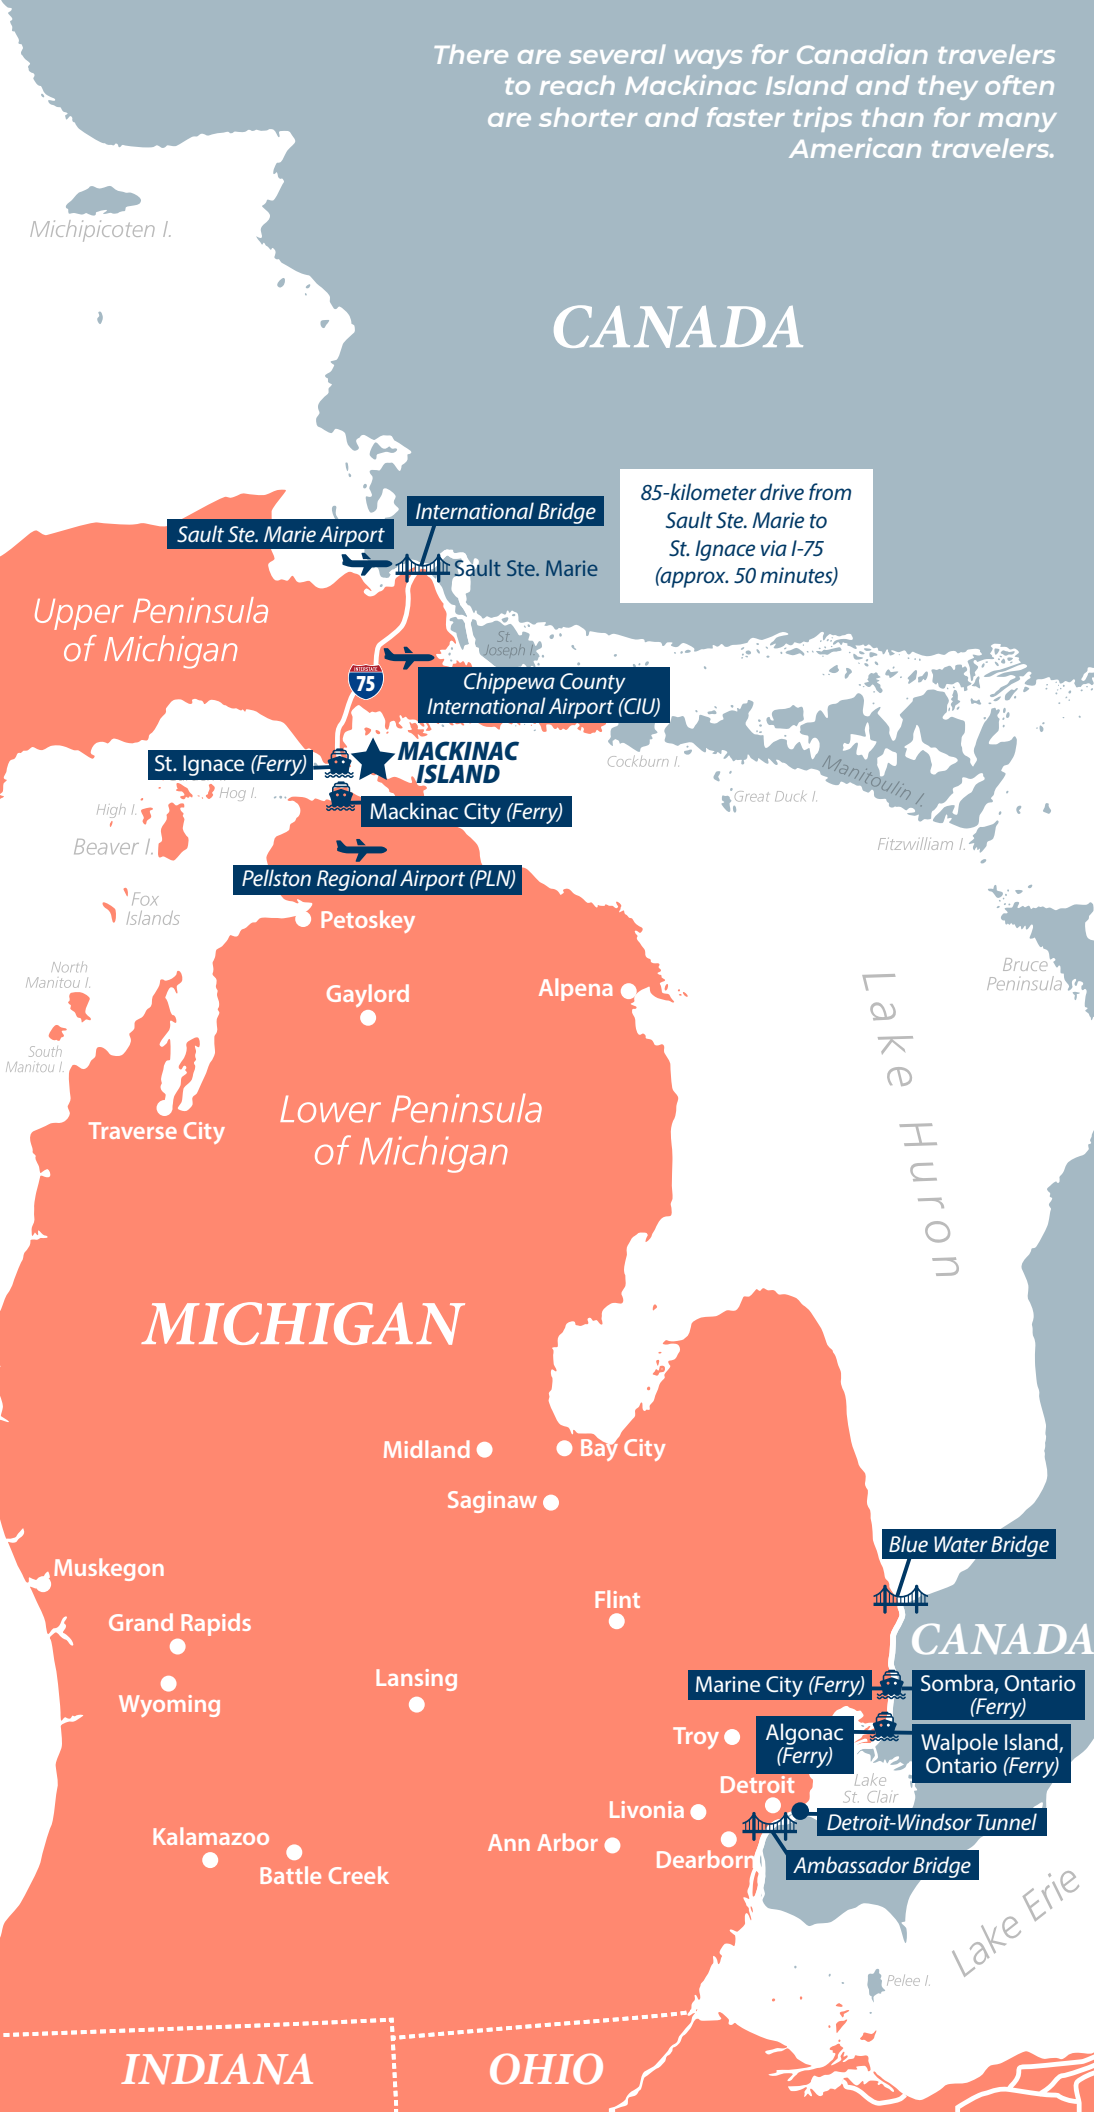 There are several ways for Canadian travelers
to reach Mackinac Island and they often
are shorter and faster trips than for many
American travelers.
Michipicoten I.
CANADA
85-kilometer drive from
Sault Ste. Marie to
St. Ignace via I-75
(approx. 50 minutes)
International Bridge
Sault Ste. Marie Airport
Sault Ste. Marie
Upper Peninsula
of Michigan
St.
Joseph I.
INTERSTATE
75
Chippewa County
International Airport (CIU)
MACKINAC
ISLAND
St. Ignace (Ferry)
Cockburn I.
Manitoulin I.
Great Duck I.
Hog I.
High I.
Mackinac City (Ferry)
Beaver I.
Fitzwilliam I.
Pellston Regional Airport (PLN)
Fox
Islands
Petoskey
North
Manitou I.
Bruce
Peninsula
Gaylord
Alpena
Lake Huron
South
Manitou I.
Traverse City
Lower Peninsula
of Michigan
MICHIGAN
Midland
Bay City
Saginaw
Blue Water Bridge
Muskegon
Flint
Grand Rapids
CANADA
Wyoming
Lansing
Marine City (Ferry)
Sombra, Ontario
(Ferry)
Troy
Algonac
(Ferry)
Walpole Island,
Ontario (Ferry)
Detroit
Lake
St. Clair
Livonia
Detroit-Windsor Tunnel
Kalamazoo
Ann Arbor
Dearborn
Ambassador Bridge
Battle Creek
Lake Erie
Pelee I.
INDIANA
OHIO